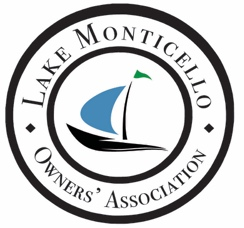 LAKE MONTICELLO
OWNERS' ASSOCIATION